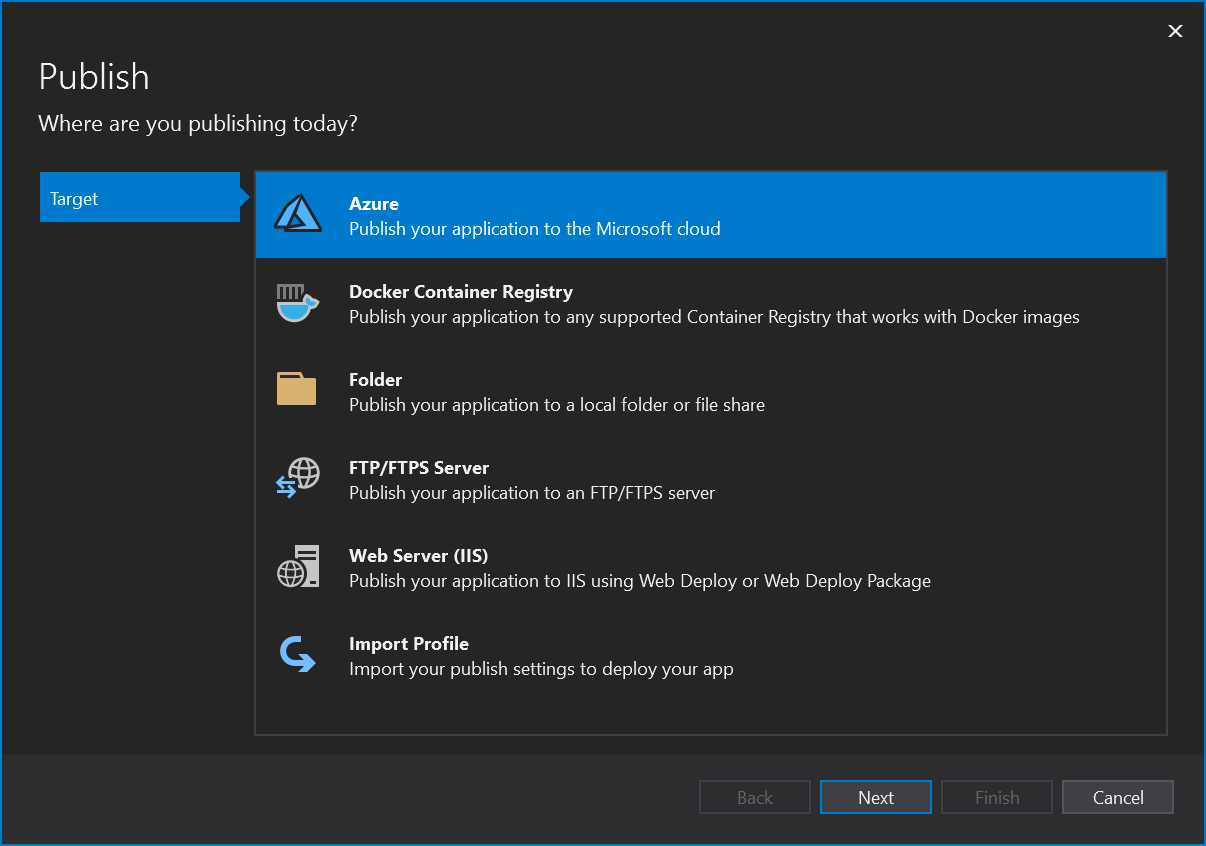 Publish
Where are you publishing today?
Target
Azure
Publish your application to the Microsoft cloud
Docker Container Registry
Publish your application to any supported Container Registry that works with Docker images
Folder
Publish your application to a local folder or file share
FTP/FTPS Server
Publish your application to an FTP/FTPS server
Web Server (IIS)
Publish your application to IIS using Web Deploy or Web Deploy Package
Import Profile
Import your publish settings to deploy your app
Back
Next
Finish
Cancel